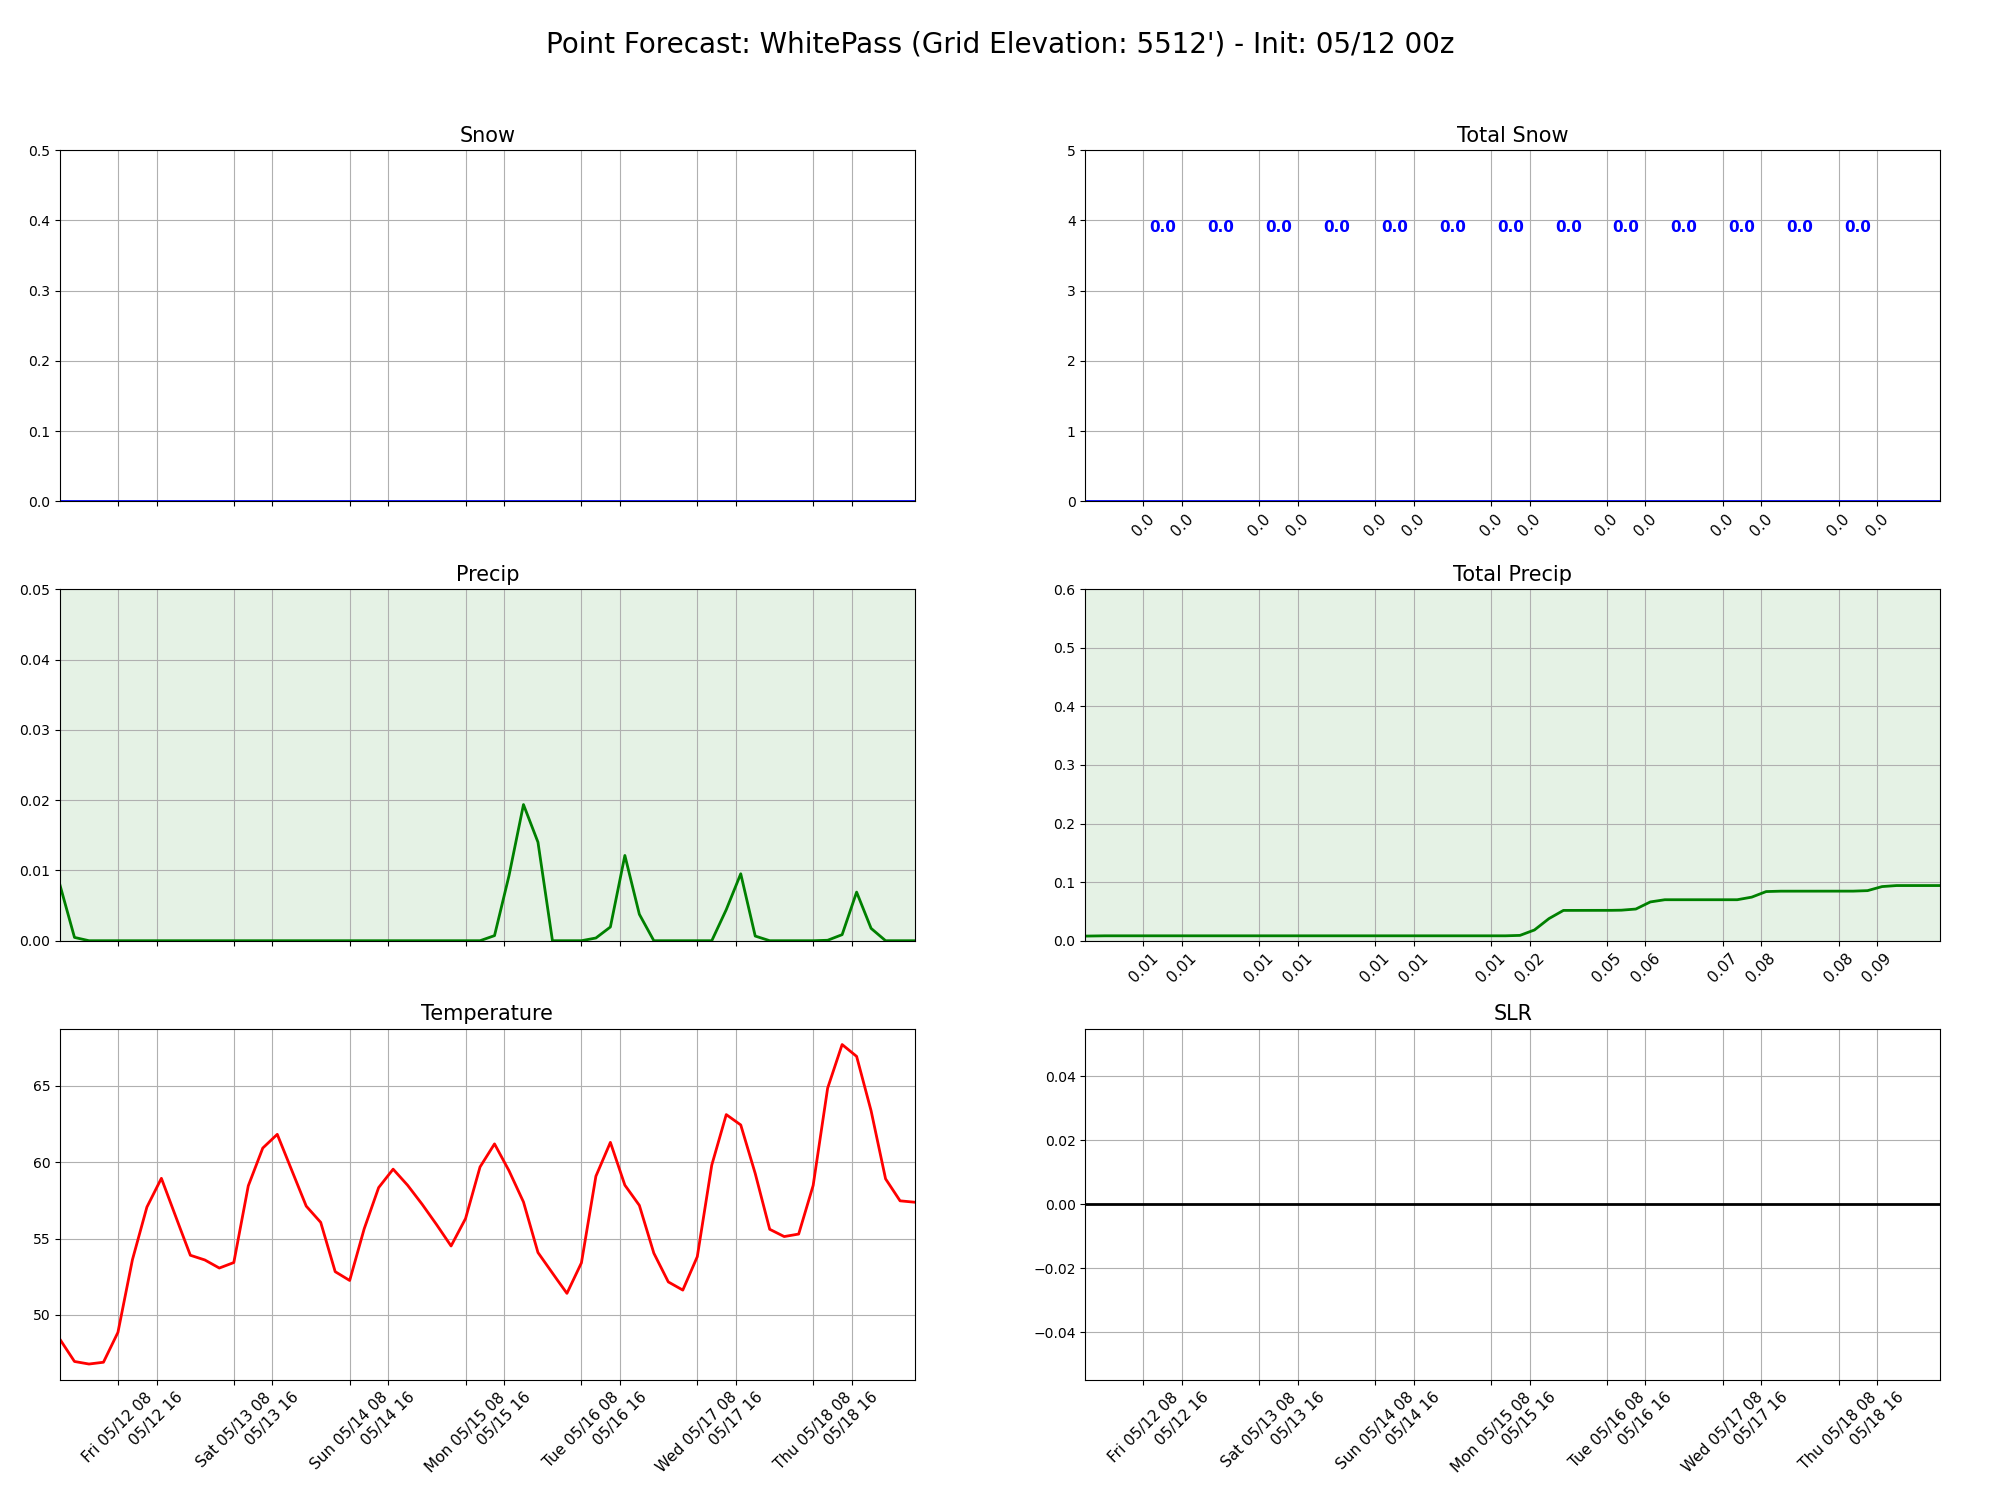 Point Forecast: WhitePass (Grid Elevation: 5512') - Init: 05/12 00z
Snow
0.5
0.4
0.3
0.2
0.1
0.0
Total Snow
5
4
3
2
1
0
0.0 0.0 0.0 0.0 0.0 0.0 0.0 0.0 0.0 0.0 0.0 0.0 0.0
0.0 0.0 0.0 0.0 0.0 0.0 0.0 0.0 0.0 0.0 0.0 0.0 0.0 0.0
Precip
0.05
0.04
0.03
0.02
0.01
0.00
Total Precip
0.6
0.5
0.4
0.3
0.2
0.1
0.0
0.01 0.01 0.01 0.01 0.01 0.01 0.01 0.02 0.05 0.06 0.07 0.08 0.08 0.09
Temperature
65
60
55
50
Fri 05/12 08
05/12 16
Sat 05/13 08
05/13 16
Sun 05/14 08
05/14 16
Mon 05/15 08
05/15 16
Tue 05/16 08
05/16 16
Wed 05/17 08
05/17 16
Thu 05/18 08
05/18 16
SLR
0.04
0.02
0.00
−0.02
−0.04
Fri 05/12 08
05/12 16
Sat 05/13 08
05/13 16
Sun 05/14 08
05/14 16
Mon 05/15 08
05/15 16
Tue 05/16 08
05/16 16
Wed 05/17 08
05/17 16
Thu 05/18 08
05/18 16